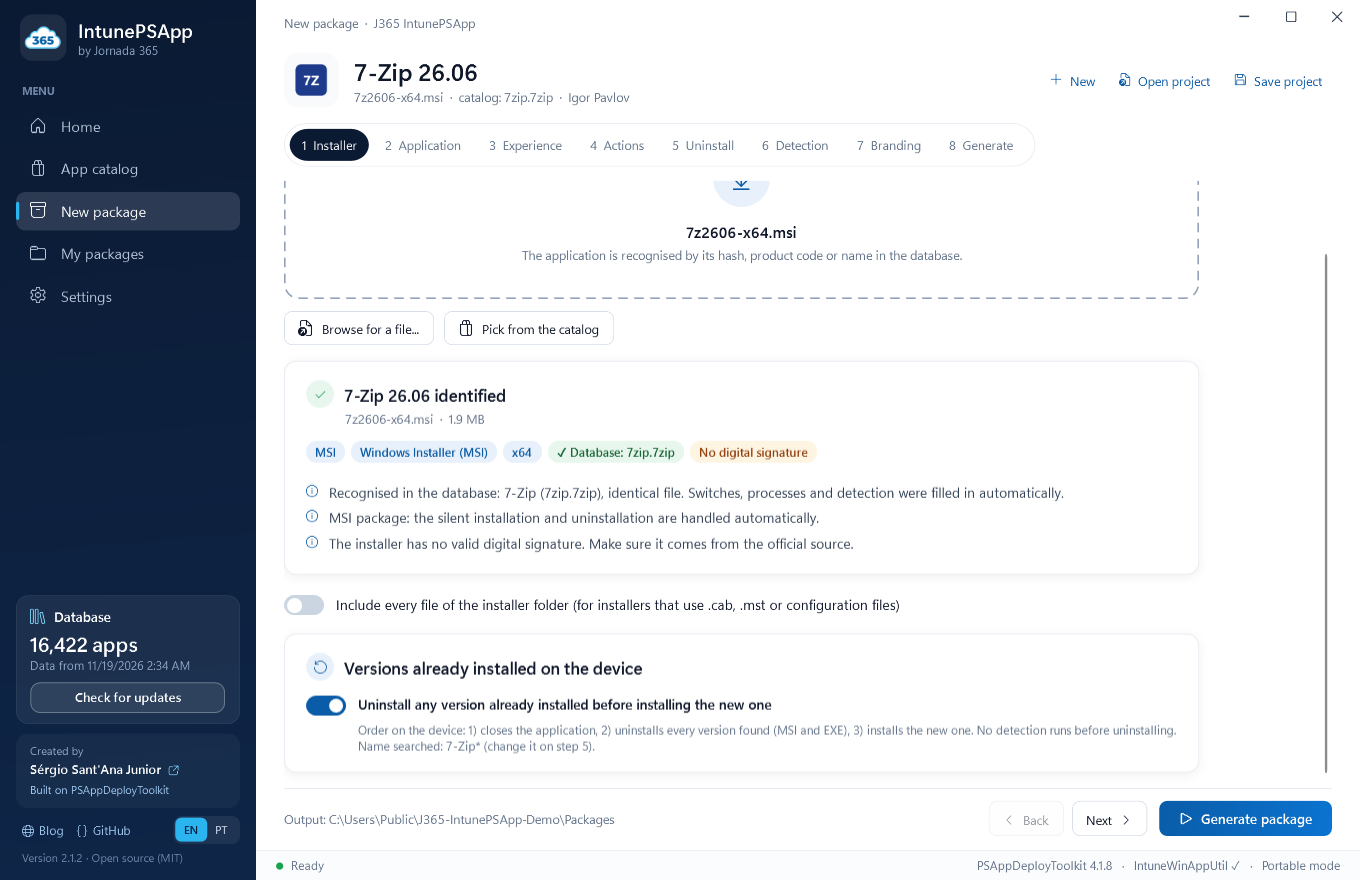 365
IntunePSApp
by Jornada 365
MENU
Home
App catalog
New package
My packages
Settings
Database
16,422 apps
Data from 11/19/2026 2:34 AM
Check for updates
Created by
Sérgio Sant'Ana Junior
Built on PSAppDeployToolkit
Blog
{} GitHub
EN
PT
Version 2.1.2 · Open source (MIT)
New package · J365 IntunePSApp
7Z
7-Zip 26.06
7z2606-x64.msi · catalog: 7zip.7zip · Igor Pavlov
New
Open project
Save project
1 Installer
2 Application
3 Experience
4 Actions
5 Uninstall
6 Detection
7 Branding
8 Generate
7z2606-x64.msi
The application is recognised by its hash, product code or name in the database.
Browse for a file...
Pick from the catalog
7-Zip 26.06 identified
7z2606-x64.msi · 1.9 MB
MSI
Windows Installer (MSI)
x64
✓ Database: 7zip.7zip
No digital signature
Recognised in the database: 7-Zip (7zip.7zip), identical file. Switches, processes and detection were filled in automatically.
MSI package: the silent installation and uninstallation are handled automatically.
The installer has no valid digital signature. Make sure it comes from the official source.
Include every file of the installer folder (for installers that use .cab, .mst or configuration files)
Versions already installed on the device
Uninstall any version already installed before installing the new one
Order on the device: 1) closes the application, 2) uninstalls every version found (MSI and EXE), 3) installs the new one. No detection runs before uninstalling.
Name searched: 7-Zip* (change it on step 5).
Output: C:\Users\Public\J365-IntunePSApp-Demo\Packages
Back
Next
Generate package
Ready
PSAppDeployToolkit 4.1.8 · IntuneWinAppUtil ✓ · Portable mode